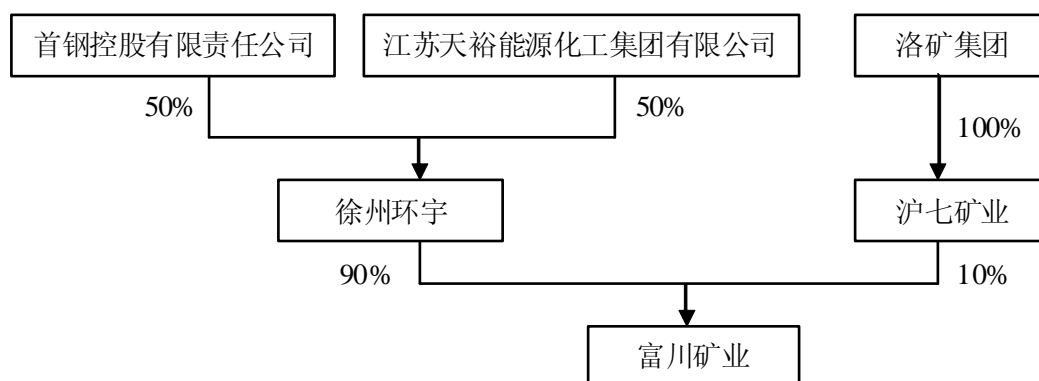 首钢控股有限责任公司
江苏天裕能源化工集团有限公司
洛矿集团
50%
50%
100%
徐州环宇
沪七矿业
90%
10%
富川矿业